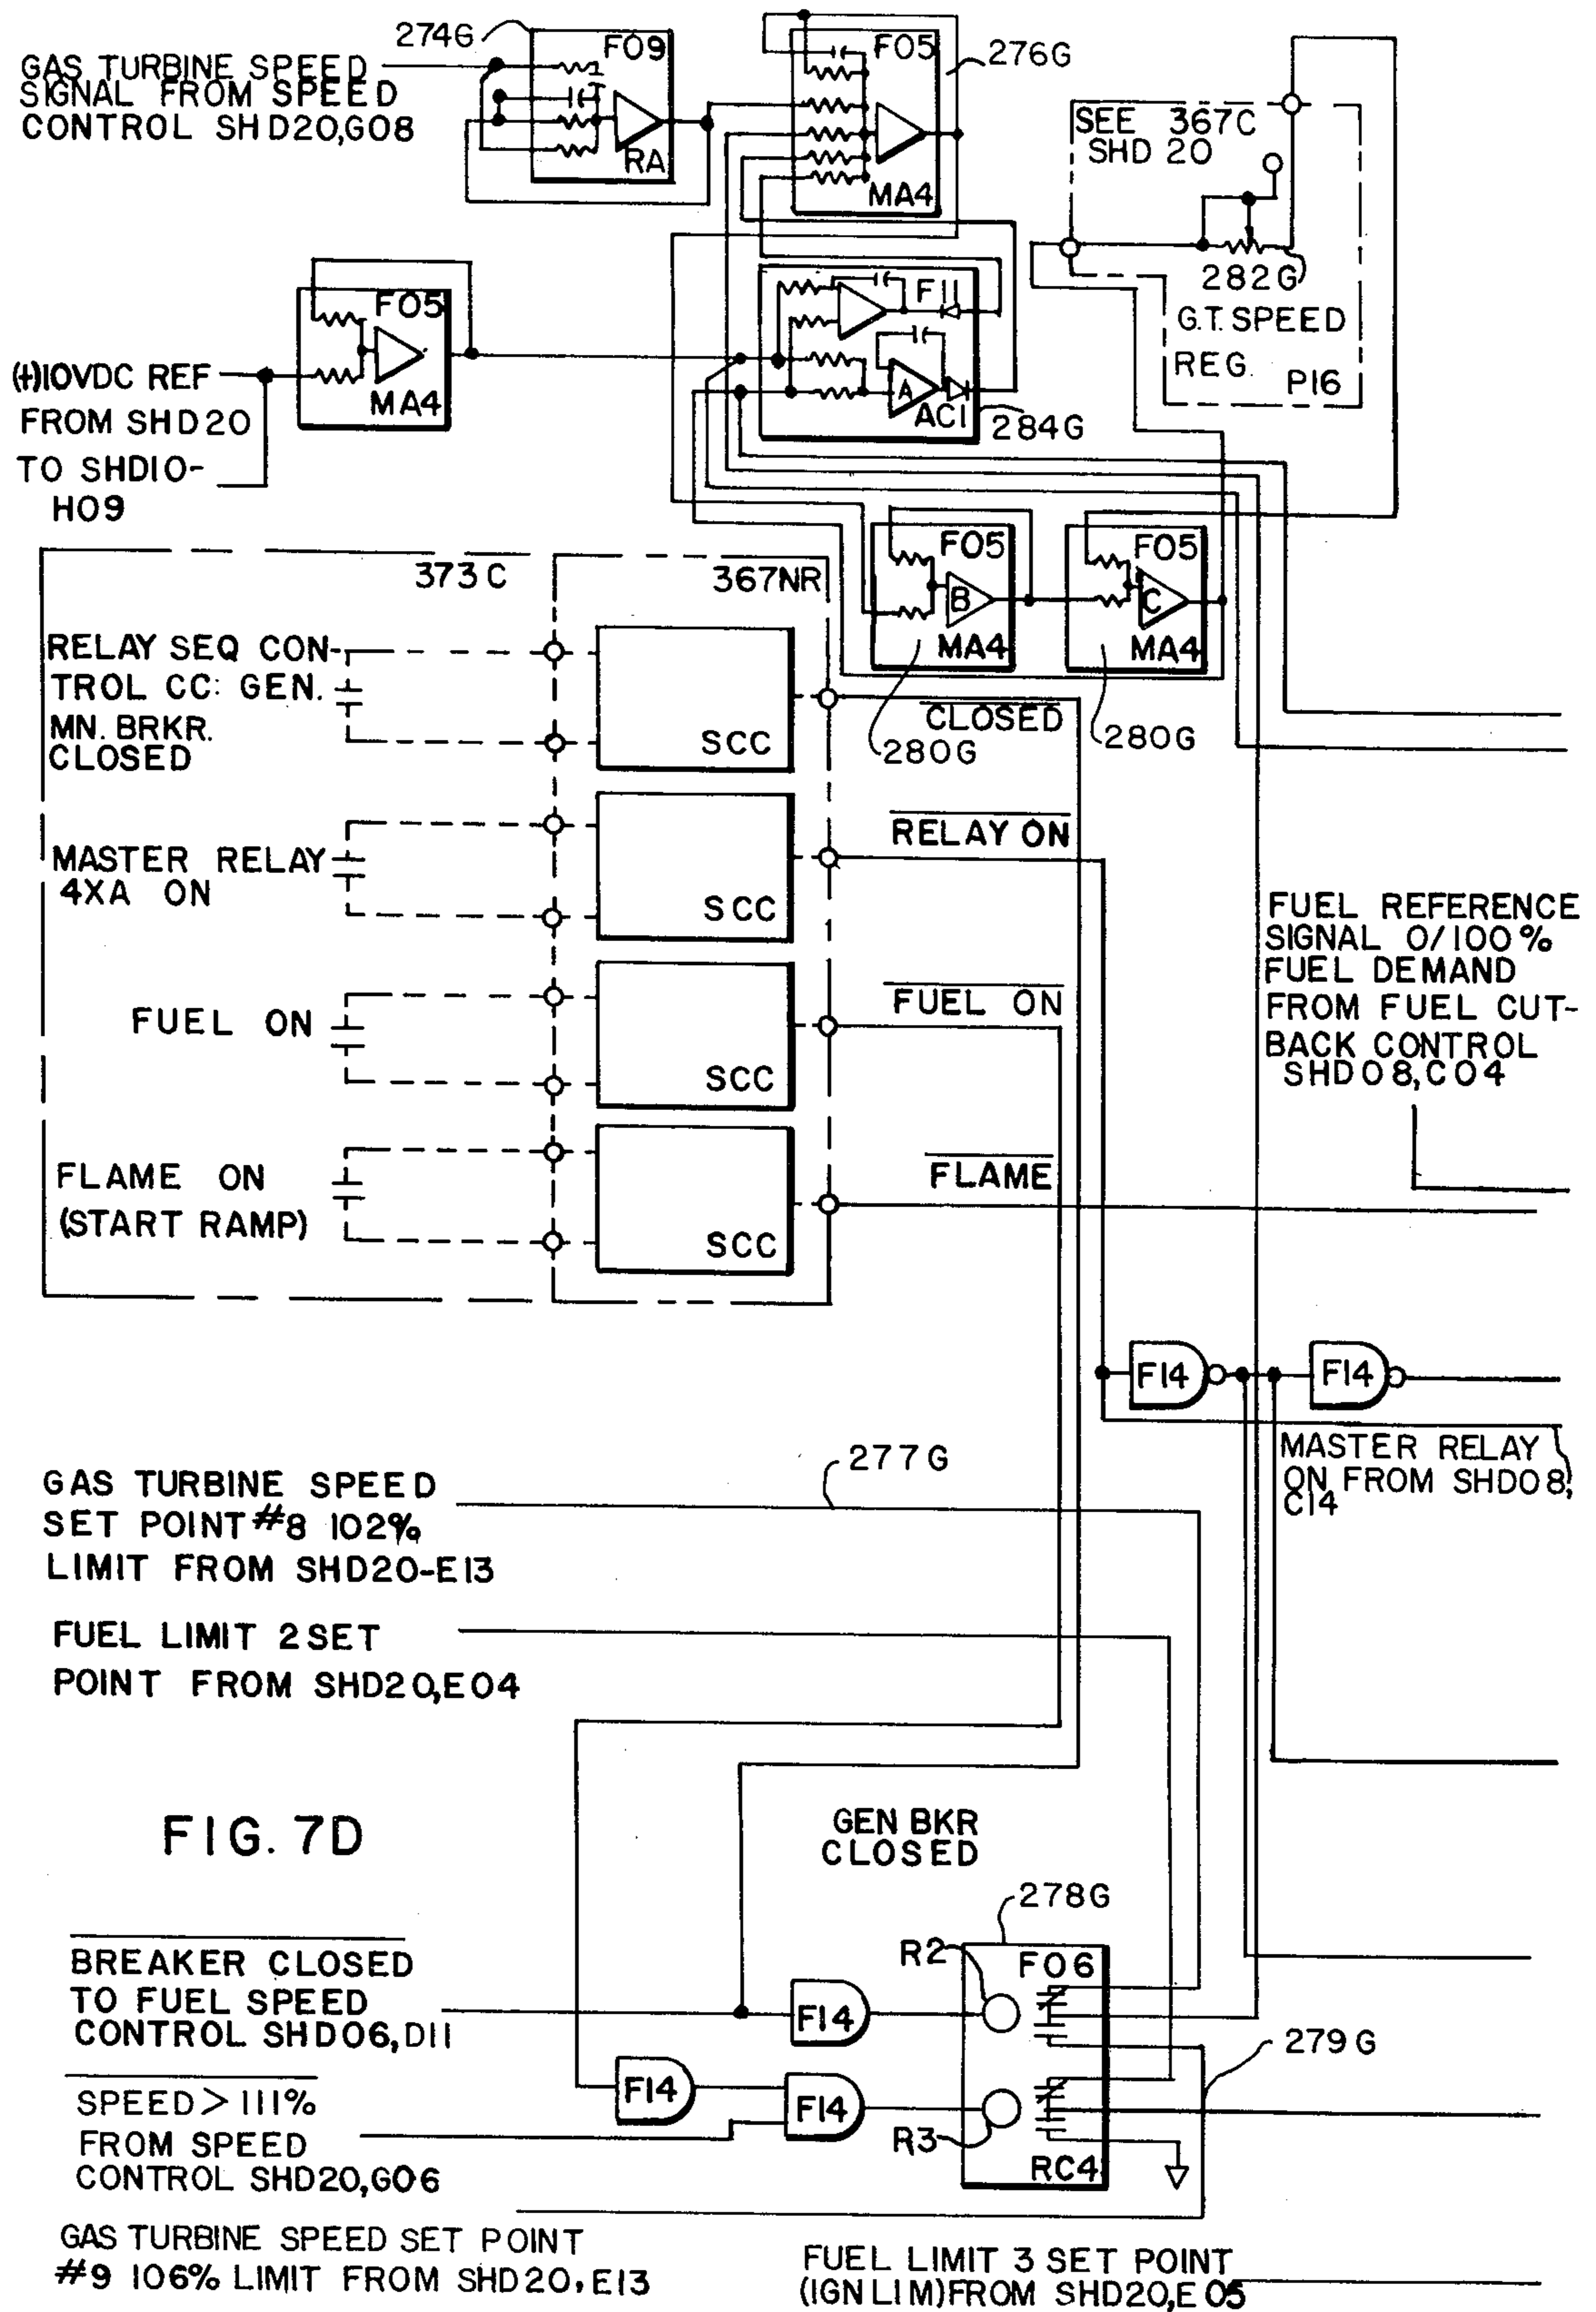 274G
F09
GAS TURBINE SPEED
SIGNAL FROM SPEED
CONTROL SHD20,G08
RA
F05
276G
MA4
SEE 367C
SHD 20
282G
G.T. SPEED
REG.
P16
F05
MA4
(+)10VDC REF
FROM SHD20
TO SHD10-
H09
F11
A
AC1
284G
373C
367NR
F05
B
MA4
280G
F05
C
MA4
280G
RELAY SEQ CON-
TROL CC: GEN.
MN. BRKR.
CLOSED
SCC
CLOSED
MASTER RELAY
4XA ON
SCC
RELAY ON
FUEL ON
SCC
FUEL ON
FLAME ON
(START RAMP)
SCC
FLAME
FUEL REFERENCE
SIGNAL 0/100%
FUEL DEMAND
FROM FUEL CUT-
BACK CONTROL
SHD08,C04
F14
F14
MASTER RELAY
ON FROM SHD08,
C14
277G
GAS TURBINE SPEED
SET POINT #8 102%
LIMIT FROM SHD20-E13
FUEL LIMIT 2 SET
POINT FROM SHD20,E04
FIG. 7D
GEN BKR
CLOSED
278G
R2
F06
BREAKER CLOSED
TO FUEL SPEED
CONTROL SHD06,D11
F14
279G
SPEED > 111%
FROM SPEED
CONTROL SHD20,G06
F14
F14
R3
RC4
GAS TURBINE SPEED SET POINT
#9 106% LIMIT FROM SHD20,E13
FUEL LIMIT 3 SET POINT
(IGN LIM)FROM SHD20,E05